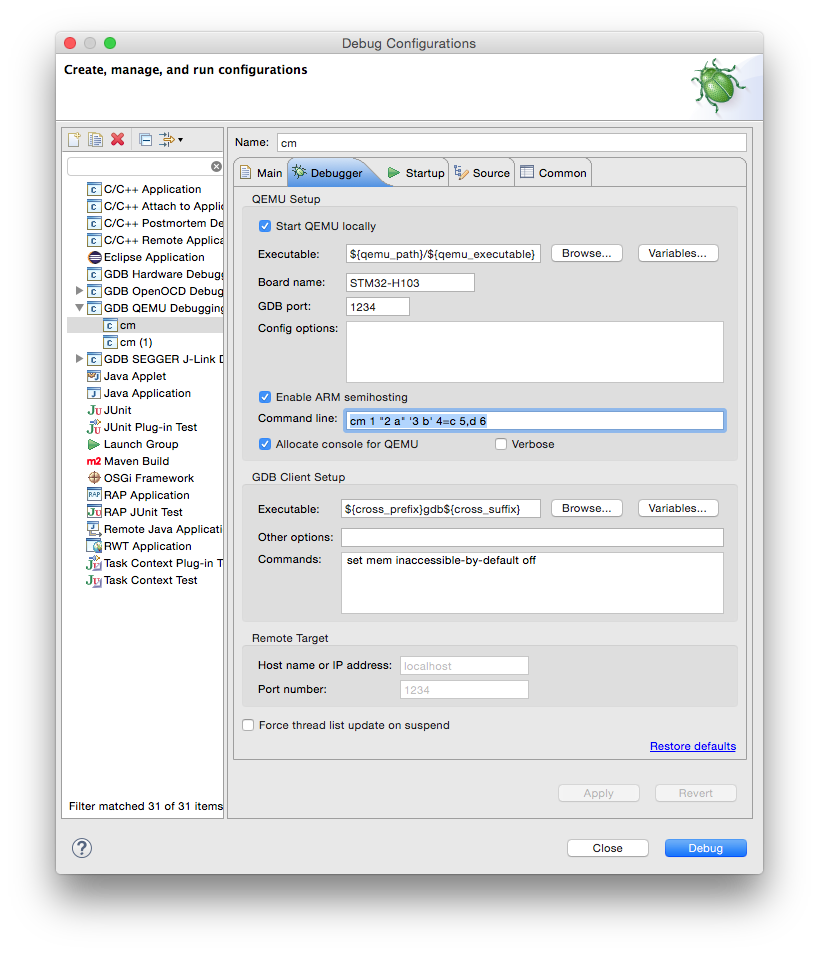 Debug Configurations
Create, manage, and run configurations
Name: cm
Main Debugger Startup Source Common
C/C++ Application
C/C++ Attach to Applic
C/C++ Postmortem De
C/C++ Remote Applica
Eclipse Application
GDB Hardware Debugg
GDB OpenOCD Debug
GDB QEMU Debugging
cm
cm (1)
GDB SEGGER J-Link D
Java Applet
Java Application
JUnit
JUnit Plug-in Test
Launch Group
Maven Build
OSGi Framework
RAP Application
RAP JUnit Test
Remote Java Applicati
RWT Application
Task Context Plug-in T
Task Context Test
Filter matched 31 of 31 items
QEMU Setup
Start QEMU locally
Executable: ${qemu_path}/${qemu_executable} Browse... Variables...
Board name: STM32-H103
GDB port: 1234
Config options:
Enable ARM semihosting
Command line: cm 1 "2 a" '3 b' 4=c 5,d 6
Allocate console for QEMU Verbose
GDB Client Setup
Executable: ${cross_prefix}gdb${cross_suffix} Browse... Variables...
Other options:
Commands: set mem inaccessible-by-default off
Remote Target
Host name or IP address: localhost
Port number: 1234
Force thread list update on suspend
Restore defaults
Apply Revert
? Close Debug